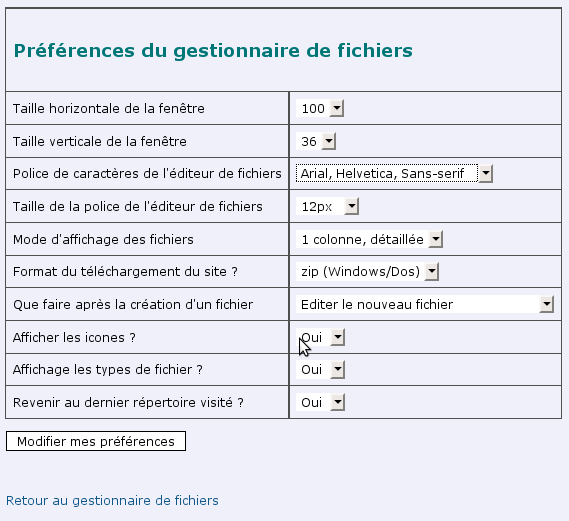 Préférences du gestionnaire de fichiers
Taille horizontale de la fenêtre 100
Taille verticale de la fenêtre 36
Police de caractères de l'éditeur de fichiers Arial, Helvetica, Sans-serif
Taille de la police de l'éditeur de fichiers 12px
Mode d'affichage des fichiers 1 colonne, détaillée
Format du téléchargement du site ? zip (Windows/Dos)
Que faire après la création d'un fichier Editer le nouveau fichier
Afficher les icones ? Oui
Affichage les types de fichier ? Oui
Revenir au dernier répertoire visité ? Oui
Modifier mes préférences
Retour au gestionnaire de fichiers